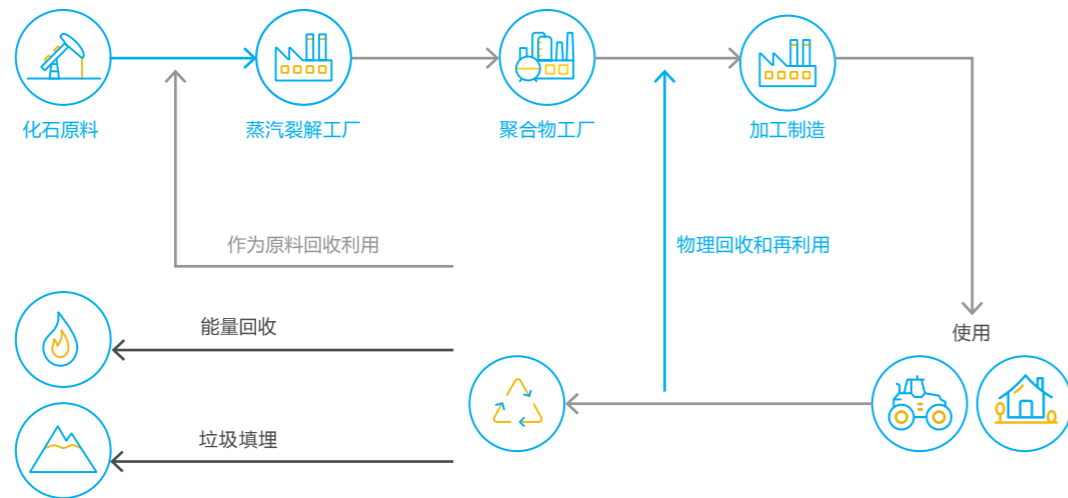 化石原料
蒸汽裂解工厂
聚合物工厂
加工制造
作为原料回收利用
物理回收和再利用
能量回收
使用
垃圾填埋